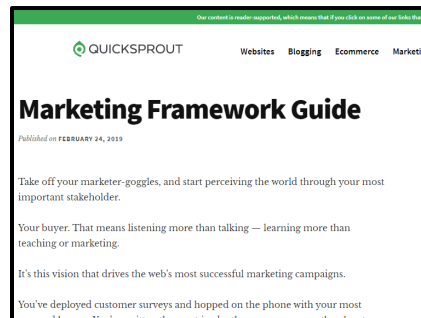 Our content is reader-supported, which means that if you click on some of our links tha
QUICKSPROUT
Websites Blogging Ecommerce Marketi
Marketing Framework Guide
Published on FEBRUARY 24, 2019
Take off your marketer-goggles, and start perceiving the world through your most
important stakeholder.
Your buyer. That means listening more than talking — learning more than
teaching or marketing.
It's this vision that drives the web's most successful marketing campaigns.
You've deployed customer surveys and hopped on the phone with your most